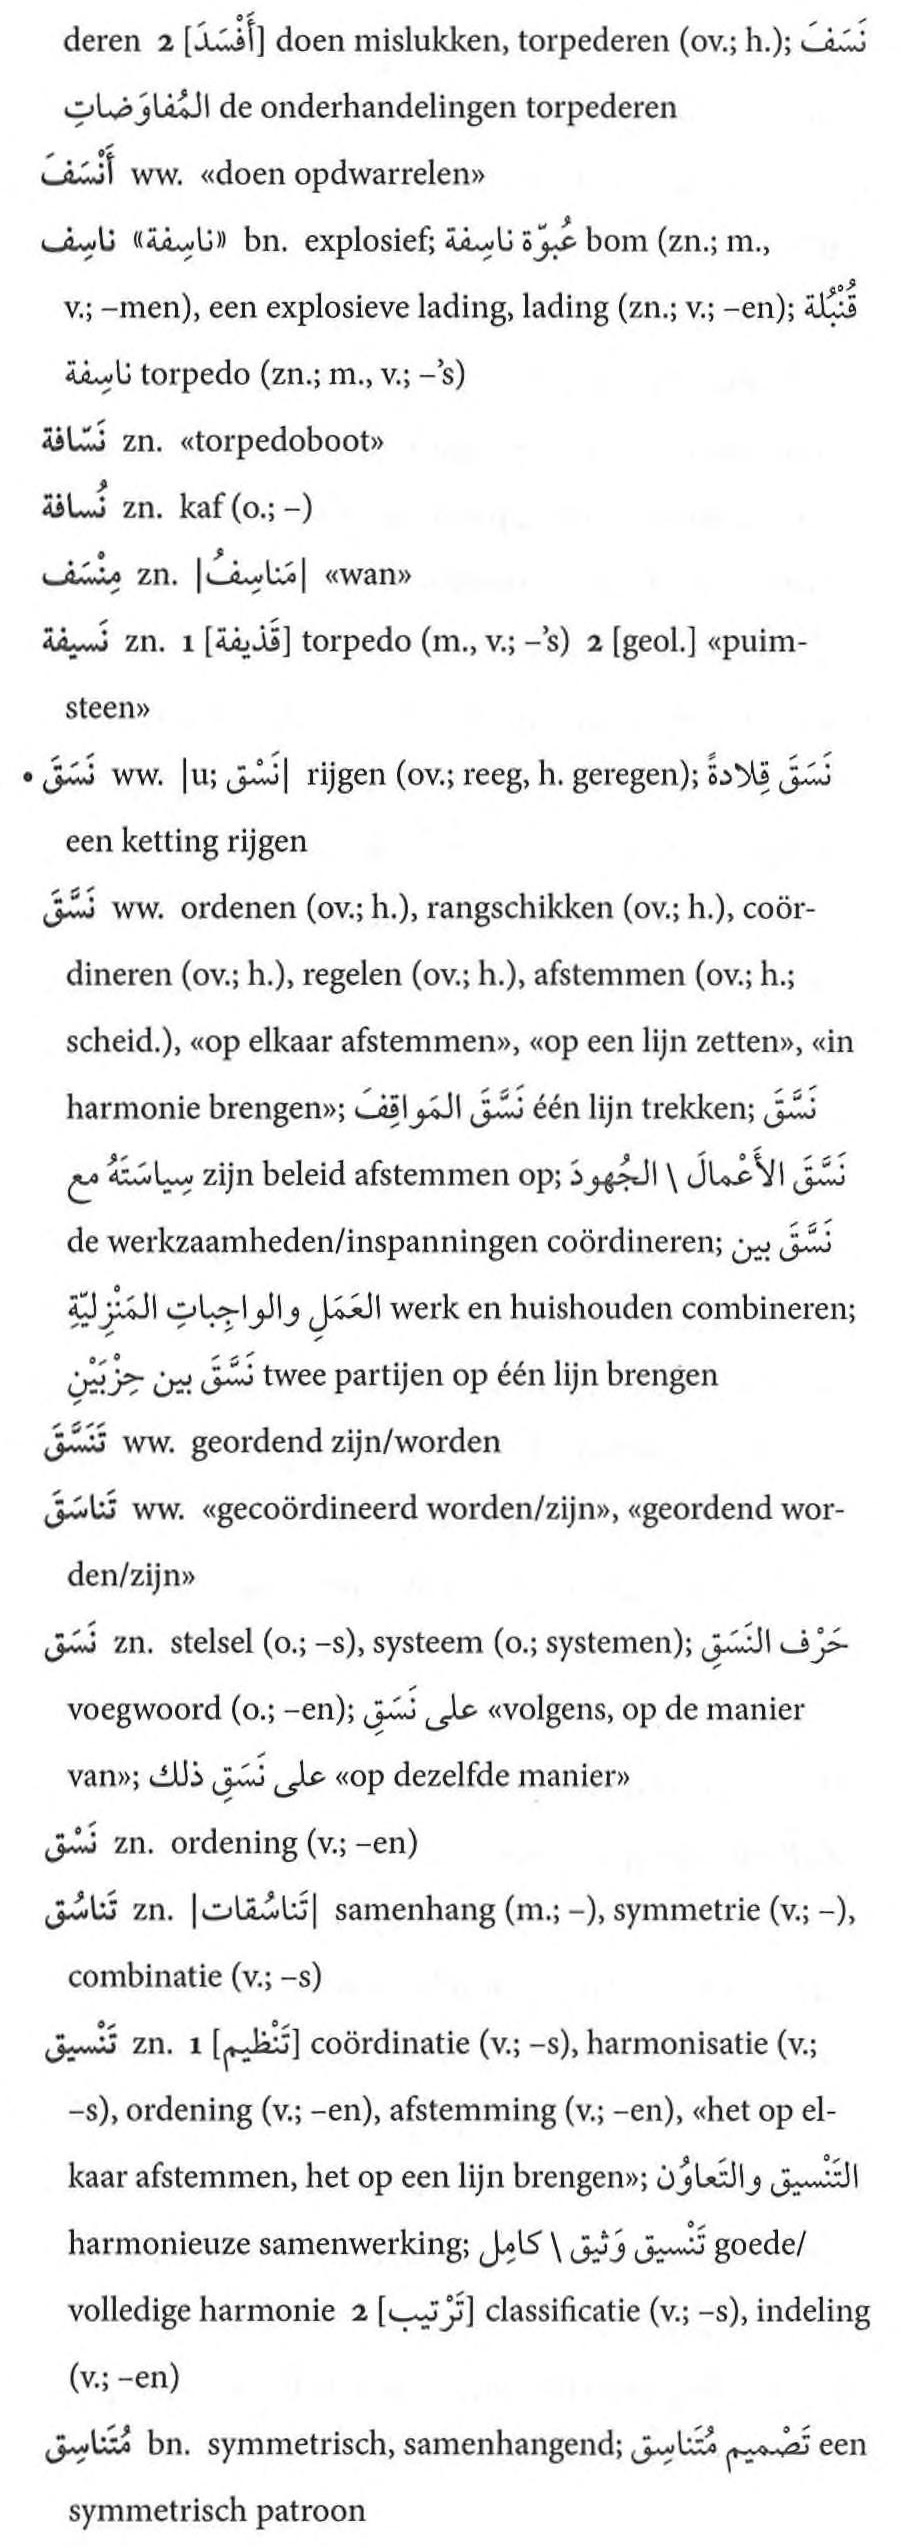 deren 2 [أَفْسَدَ] doen mislukken, torpederen (ov.; h.); نَسَفَ
المُفاوَضاتِ de onderhandelingen torpederen
أَنْسَفَ ww. «doen opdwarrelen»
ناسِف «ناسِفة» bn. explosief; عُبوّة ناسِفة bom (zn.; m.,
v.; –men), een explosieve lading, lading (zn.; v.; –en); قُنْبُلة
ناسِفة torpedo (zn.; m., v.; –’s)
نَسّافة zn. «torpedoboot»
نُسافة zn. kaf (o.; –)
مِنْسَف zn. |مَناسِفُ| «wan»
نَسيفة zn. 1 [قَذيفة] torpedo (m., v.; –’s) 2 [geol.] «puim-
steen»
• نَسَقَ ww. |u; نَسْق| rijgen (ov.; reeg, h. geregen); نَسَقَ قِلادةً
een ketting rijgen
نَسَّقَ ww. ordenen (ov.; h.), rangschikken (ov.; h.), coör-
dineren (ov.; h.), regelen (ov.; h.), afstemmen (ov.; h.;
scheid.), «op elkaar afstemmen», «op een lijn zetten», «in
harmonie brengen»; نَسَّقَ المَواقِفَ één lijn trekken; نَسَّقَ
سِياسَتَهُ مع zijn beleid afstemmen op; نَسَّقَ الأَعْمالَ \ الجُهودَ
de werkzaamheden/inspanningen coördineren; نَسَّقَ بين
العَمَلِ والواجِباتِ المَنْزِليّةِ werk en huishouden combineren;
نَسَّقَ بين حِزْبَيْنِ twee partijen op één lijn brengen
تَنَسَّقَ ww. geordend zijn/worden
تَناسَقَ ww. «gecoördineerd worden/zijn», «geordend wor-
den/zijn»
نَسَق zn. stelsel (o.; –s), systeem (o.; systemen); حَرْف النَسَقِ
voegwoord (o.; –en); على نَسَقِ «volgens, op de manier
van»; على نَسَقِ ذلك «op dezelfde manier»
نَسْق zn. ordening (v.; –en)
تَناسُق zn. |تَناسُقات| samenhang (m.; –), symmetrie (v.; –),
combinatie (v.; –s)
تَنْسيق zn. 1 [تَنْظيم] coördinatie (v.; –s), harmonisatie (v.;
–s), ordening (v.; –en), afstemming (v.; –en), «het op el-
kaar afstemmen, het op een lijn brengen»; التَنْسيق والتَعاوُن
harmonieuze samenwerking; تَنْسيق وَثيق \ كامِل goede/
volledige harmonie 2 [تَرْتيب] classificatie (v.; –s), indeling
(v.; –en)
مُتَناسِق bn. symmetrisch, samenhangend; تَصْميم مُتَناسِق een
symmetrisch patroon